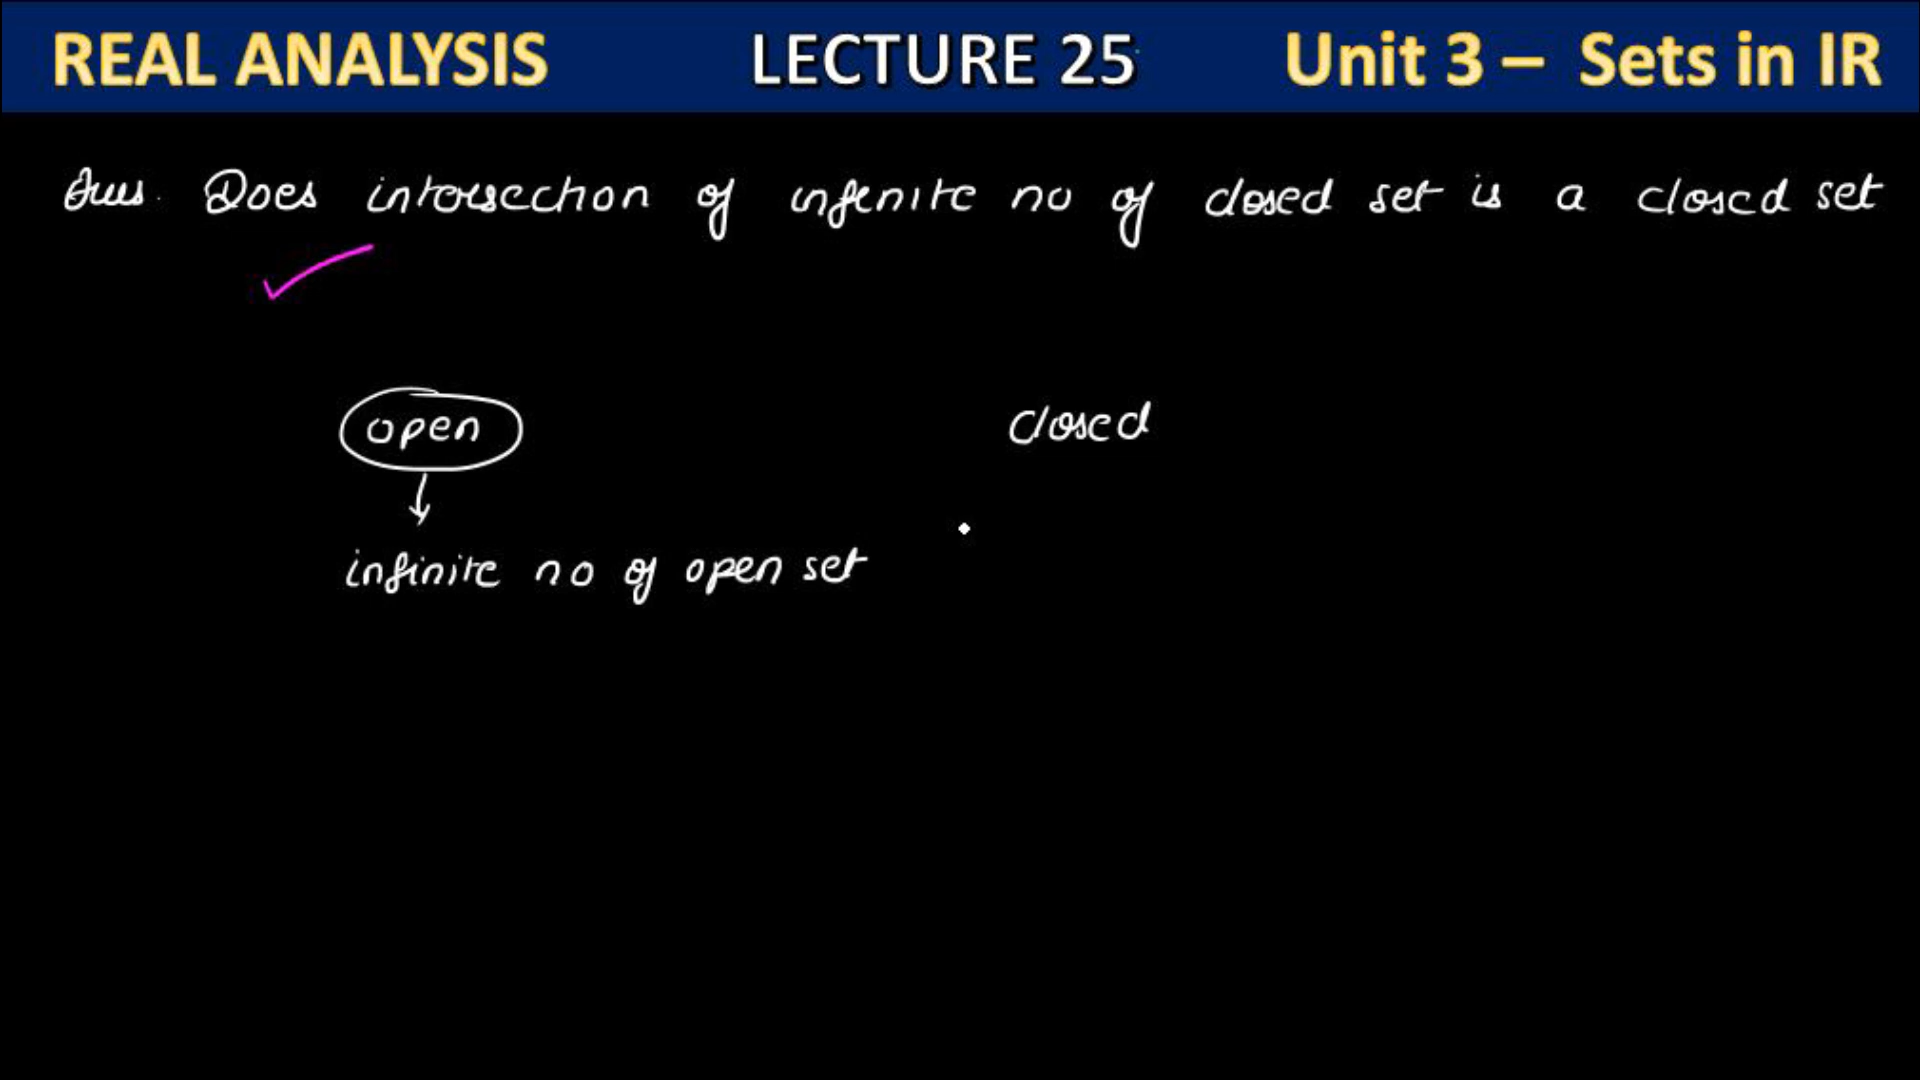 REAL ANALYSIS LECTURE 25 Unit 3 – Sets in IR
Ques. Does intersection of infenite no of closed set is a closed set
open closed
infinite no of open set